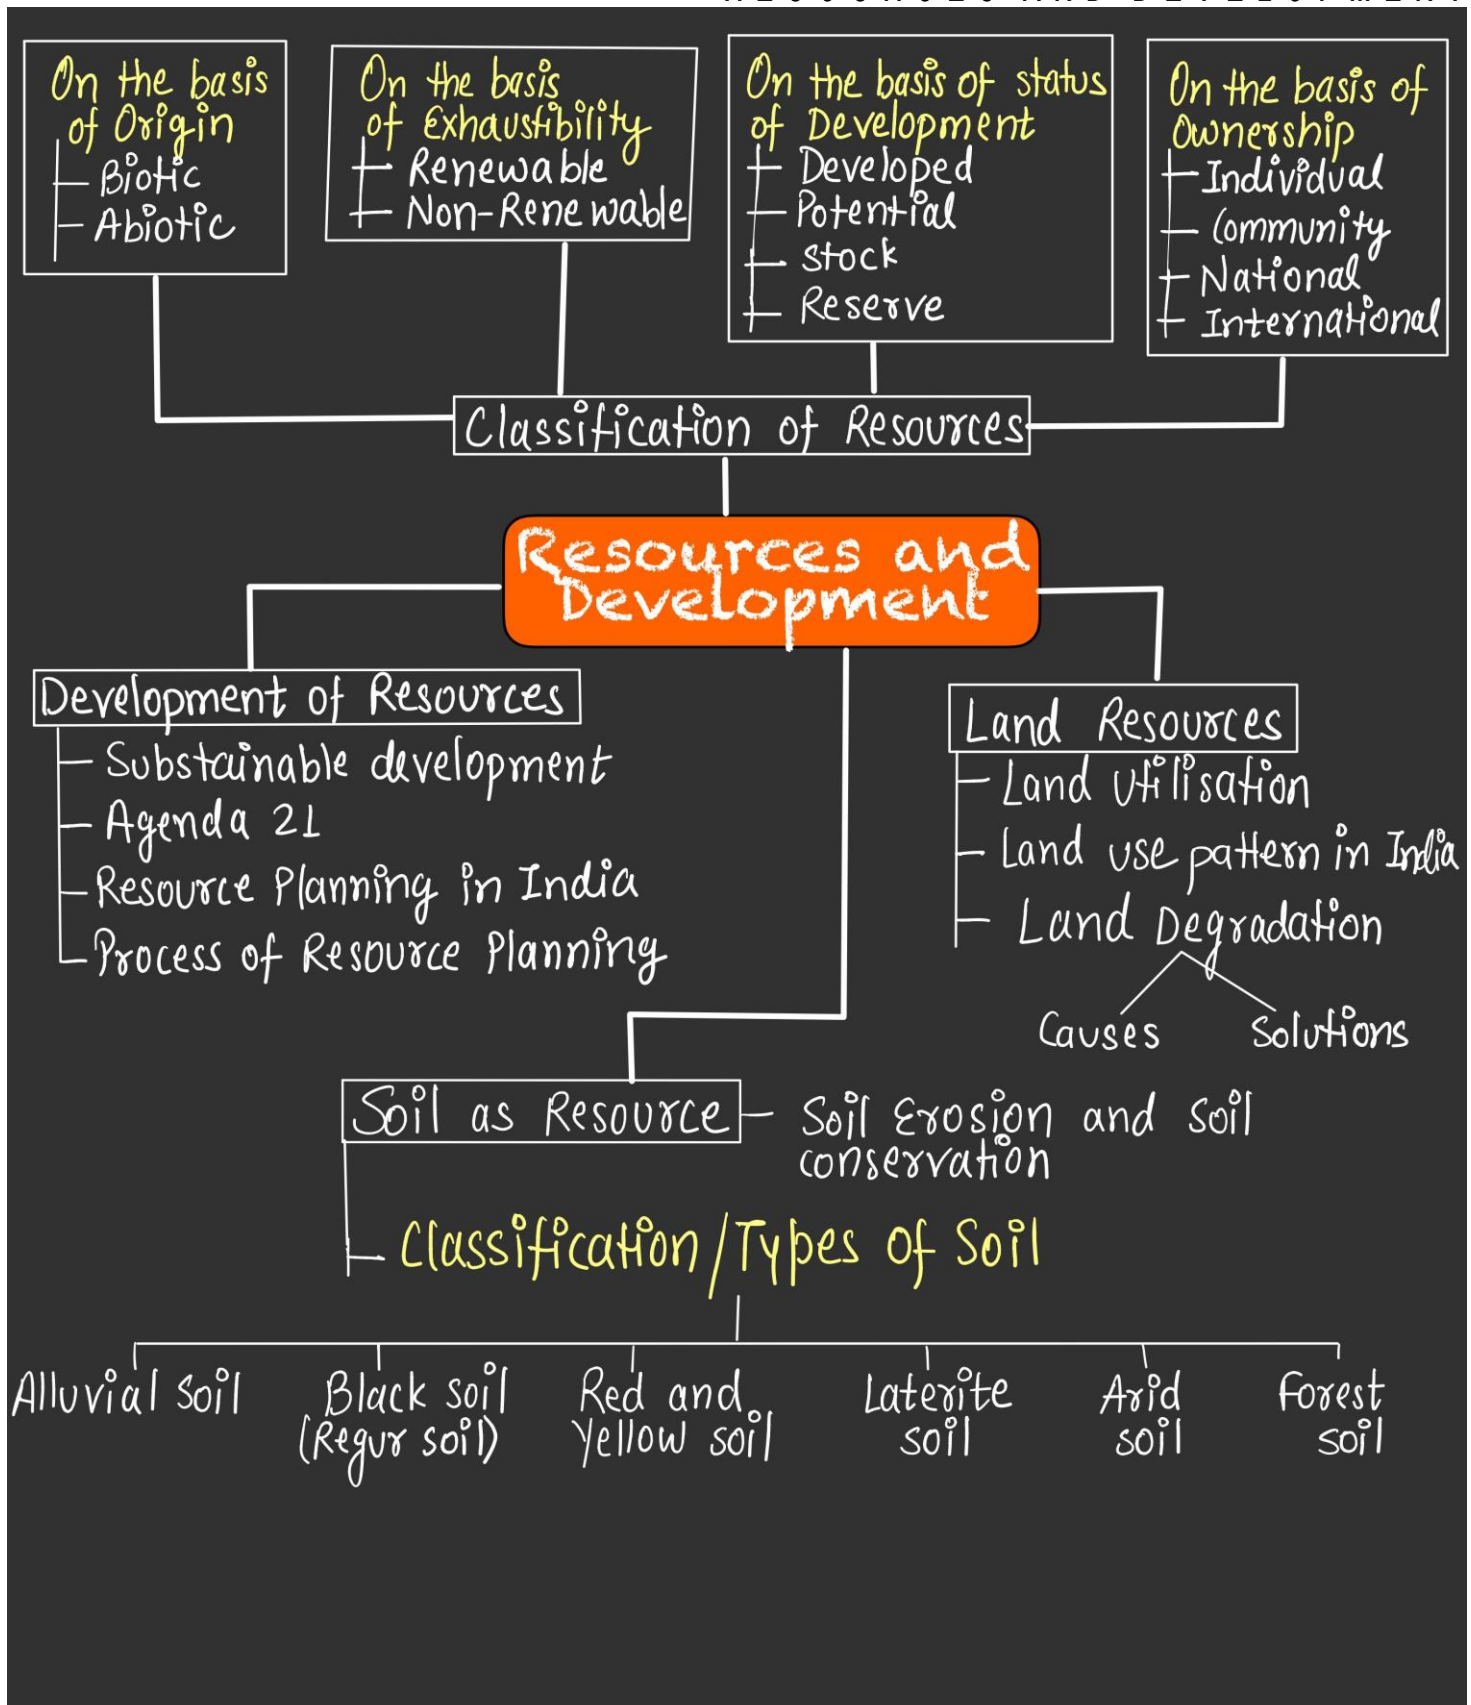 On the basis
of Origin
Biotic
Abiotic
On the basis
of Exhaustibility
Renewable
Non-Renewable
On the basis of status
of Development
Developed
Potential
Stock
Reserve
On the basis of
Ownership
Individual
Community
National
International
Classification of Resources
Resources and
Development
Development of Resources
Substainable development
Agenda 21
Resource Planning in India
Process of Resource Planning
Land Resources
Land Utilisation
Land use pattern in India
Land Degradation
Causes
Solutions
Soil as Resource
Soil Erosion and soil
conservation
Classification/Types of Soil
Alluvial soil
Black soil
(Regur soil)
Red and
Yellow soil
Laterite
soil
Arid
soil
Forest
soil